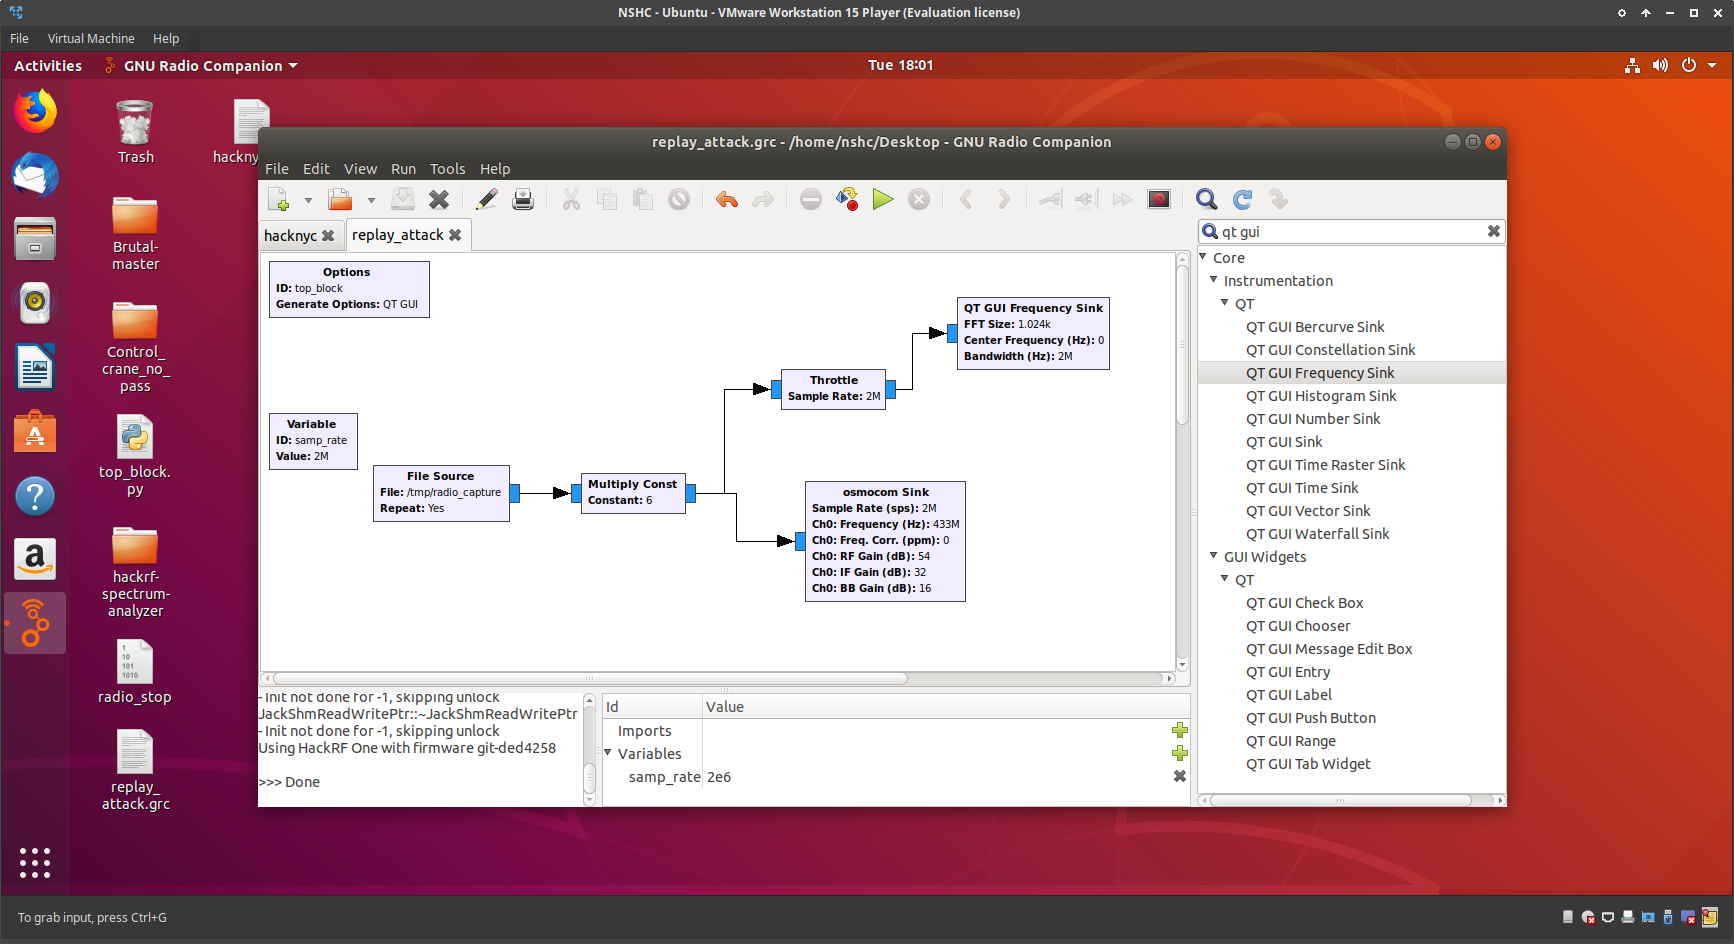 NSHC - Ubuntu - VMware Workstation 15 Player (Evaluation license)
File Virtual Machine Help
Activities GNU Radio Companion Tue 18:01
Trash
hackny
Brutal-
master
Control_
crane_no_
pass
top_block.
py
hackrf-
spectrum-
analyzer
1
10
101
1010
radio_stop
replay_
attack.grc
replay_attack.grc - /home/nshc/Desktop - GNU Radio Companion
File Edit View Run Tools Help
hacknyc replay_attack
Options
ID: top_block
Generate Options: QT GUI
Variable
ID: samp_rate
Value: 2M
File Source
File: /tmp/radio_capture
Repeat: Yes
Multiply Const
Constant: 6
Throttle
Sample Rate: 2M
QT GUI Frequency Sink
FFT Size: 1.024k
Center Frequency (Hz): 0
Bandwidth (Hz): 2M
osmocom Sink
Sample Rate (sps): 2M
Ch0: Frequency (Hz): 433M
Ch0: Freq. Corr. (ppm): 0
Ch0: RF Gain (dB): 54
Ch0: IF Gain (dB): 32
Ch0: BB Gain (dB): 16
qt gui
Core
Instrumentation
QT
QT GUI Bercurve Sink
QT GUI Constellation Sink
QT GUI Frequency Sink
QT GUI Histogram Sink
QT GUI Number Sink
QT GUI Sink
QT GUI Time Raster Sink
QT GUI Time Sink
QT GUI Vector Sink
QT GUI Waterfall Sink
GUI Widgets
QT
QT GUI Check Box
QT GUI Chooser
QT GUI Message Edit Box
QT GUI Entry
QT GUI Label
QT GUI Push Button
QT GUI Range
QT GUI Tab Widget
- Init not done for -1, skipping unlock
JackShmReadWritePtr::~JackShmReadWritePtr
- Init not done for -1, skipping unlock
Using HackRF One with firmware git-ded4258
>>> Done
Id Value
Imports
Variables
samp_rate 2e6
To grab input, press Ctrl+G